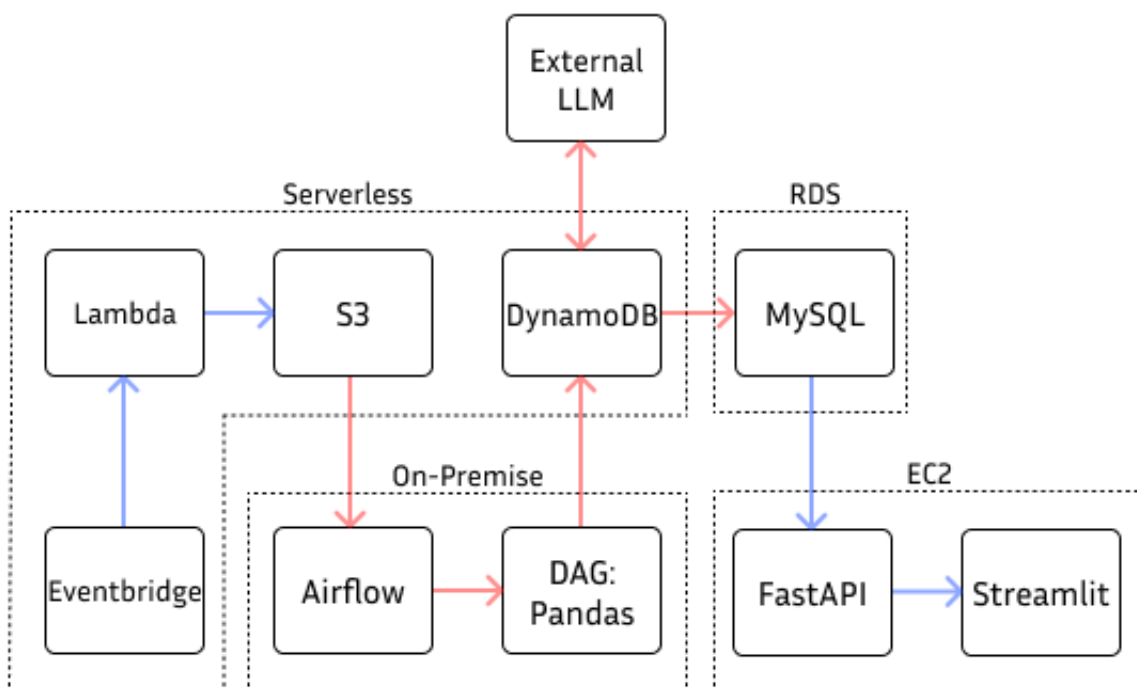 External
LLM
Serverless
RDS
Lambda
S3
DynamoDB
MySQL
On-Premise
EC2
Eventbridge
Airflow
DAG:
Pandas
FastAPI
Streamlit